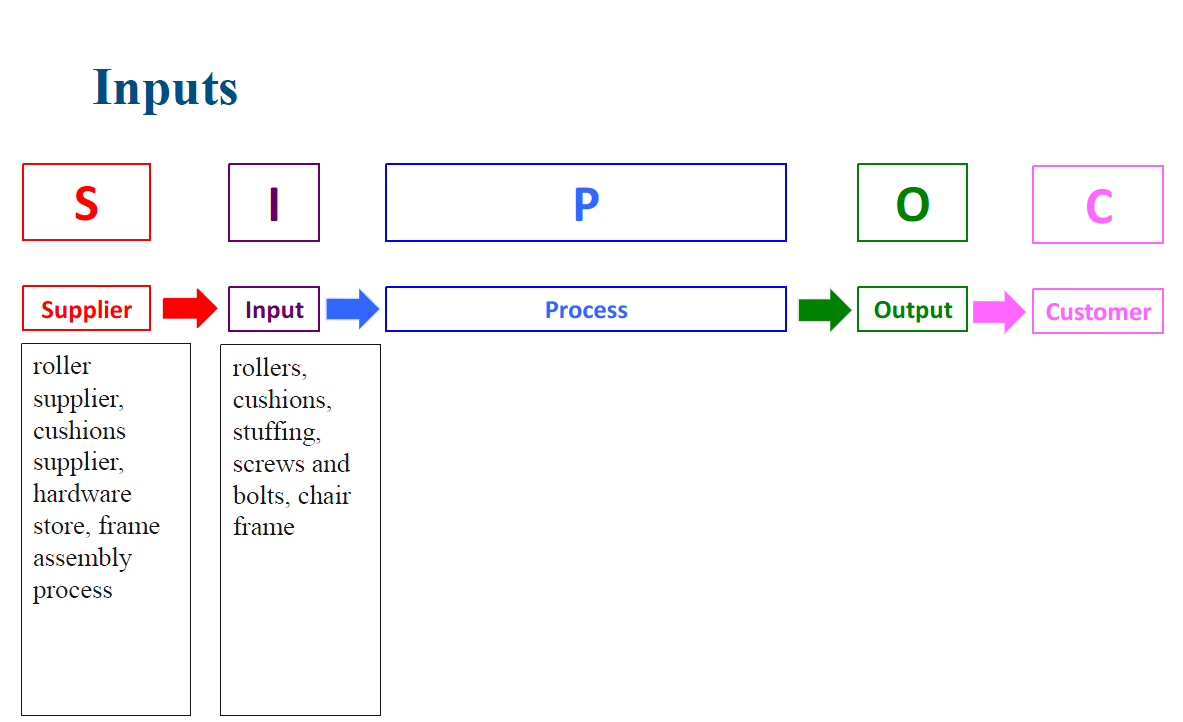 Inputs
S
I
P
O
C
Supplier
Input
Process
Output
Customer
roller
supplier,
cushions
supplier,
hardware
store, frame
assembly
process
rollers,
cushions,
stuffing,
screws and
bolts, chair
frame